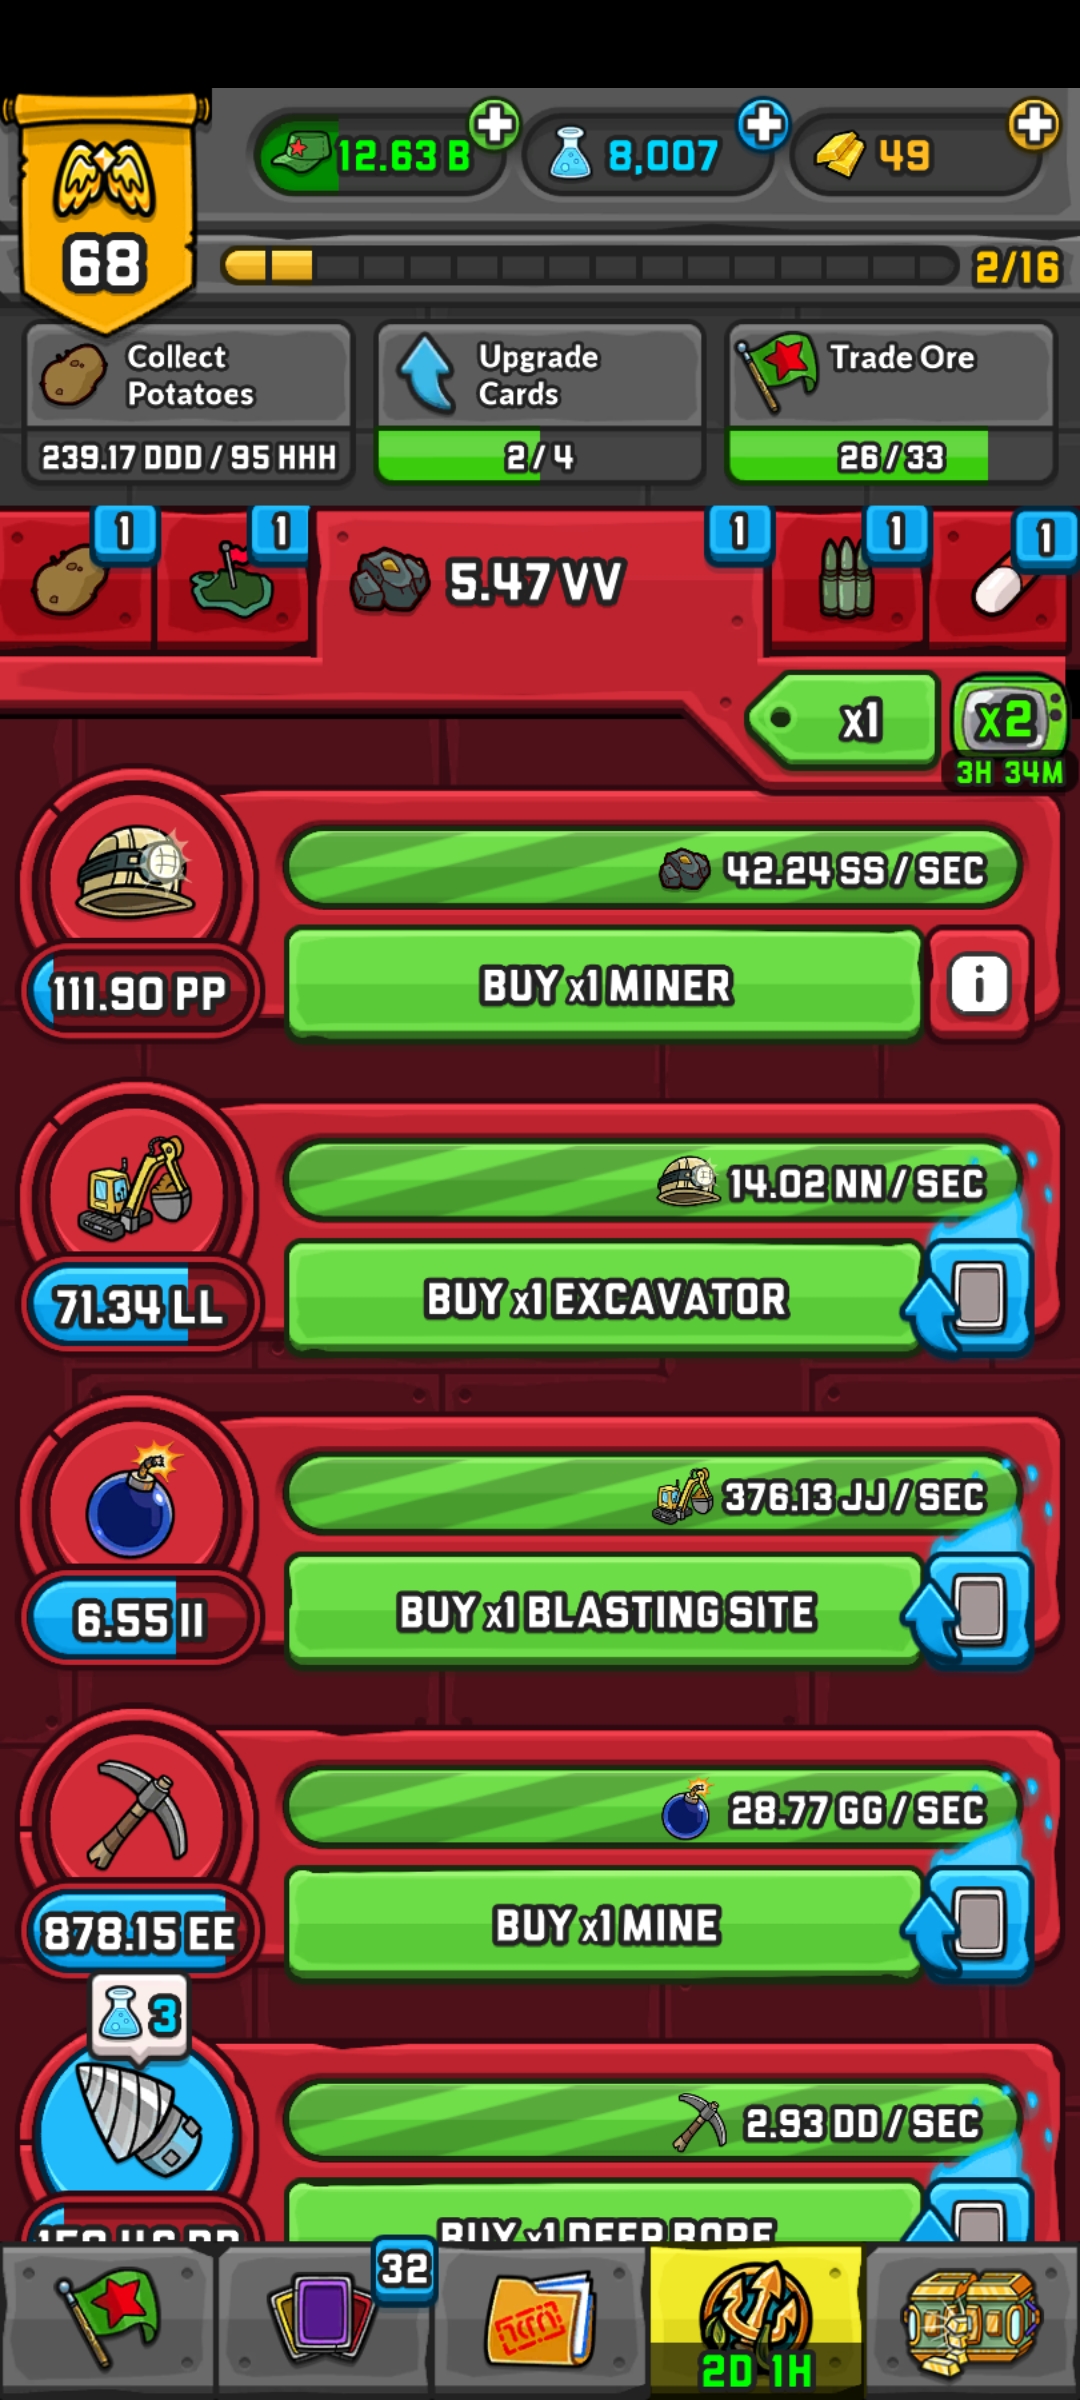 12.63 B
8,007
49
68
2/16
Collect
Potatoes
Upgrade
Cards
Trade Ore
239.17 DDD / 95 HHH
2/4
26/33
1
1
1
1
1
5.47 VV
x1
x2
3H 34M
42.24 SS / SEC
111.90 PP
BUY x1 MINER
i
14.02 NN / SEC
71.34 LL
BUY x1 EXCAVATOR
376.13 JJ / SEC
6.55 II
BUY x1 BLASTING SITE
28.77 GG / SEC
878.15 EE
BUY x1 MINE
3
2.93 DD / SEC
BUY x1 DEEP BORE
32
2D 1H